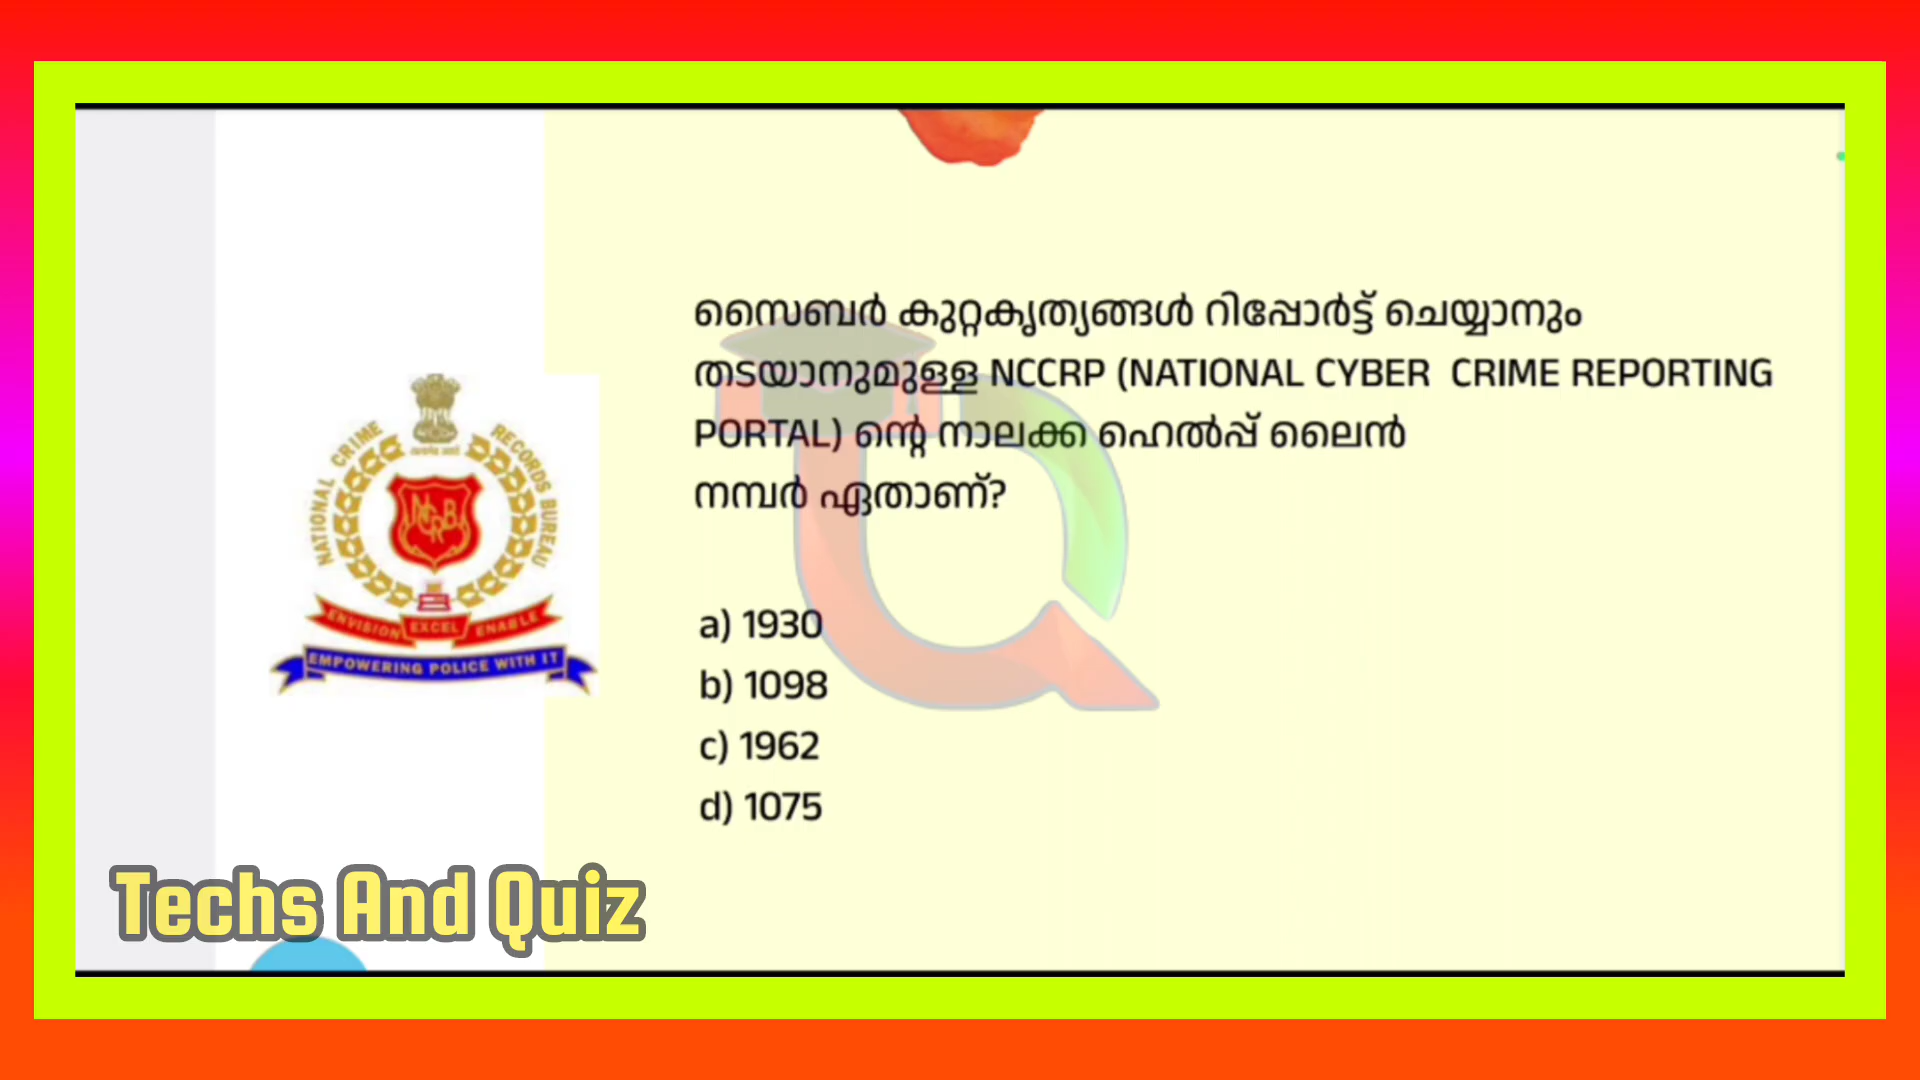 സൈബർ കുറ്റകൃത്യങ്ങൾ റിപ്പോർട്ട് ചെയ്യാനും
തടയാനുമുള്ള NCCRP (NATIONAL CYBER CRIME REPORTING
PORTAL) ന്റെ നാലക്ക ഹെൽപ്പ് ലൈൻ
നമ്പർ ഏതാണ്?
a) 1930
b) 1098
c) 1962
d) 1075
NATIONAL CRIME RECORDS BUREAU
NCRB
ENVISION EXCEL ENABLE
EMPOWERING POLICE WITH IT
Techs And Quiz